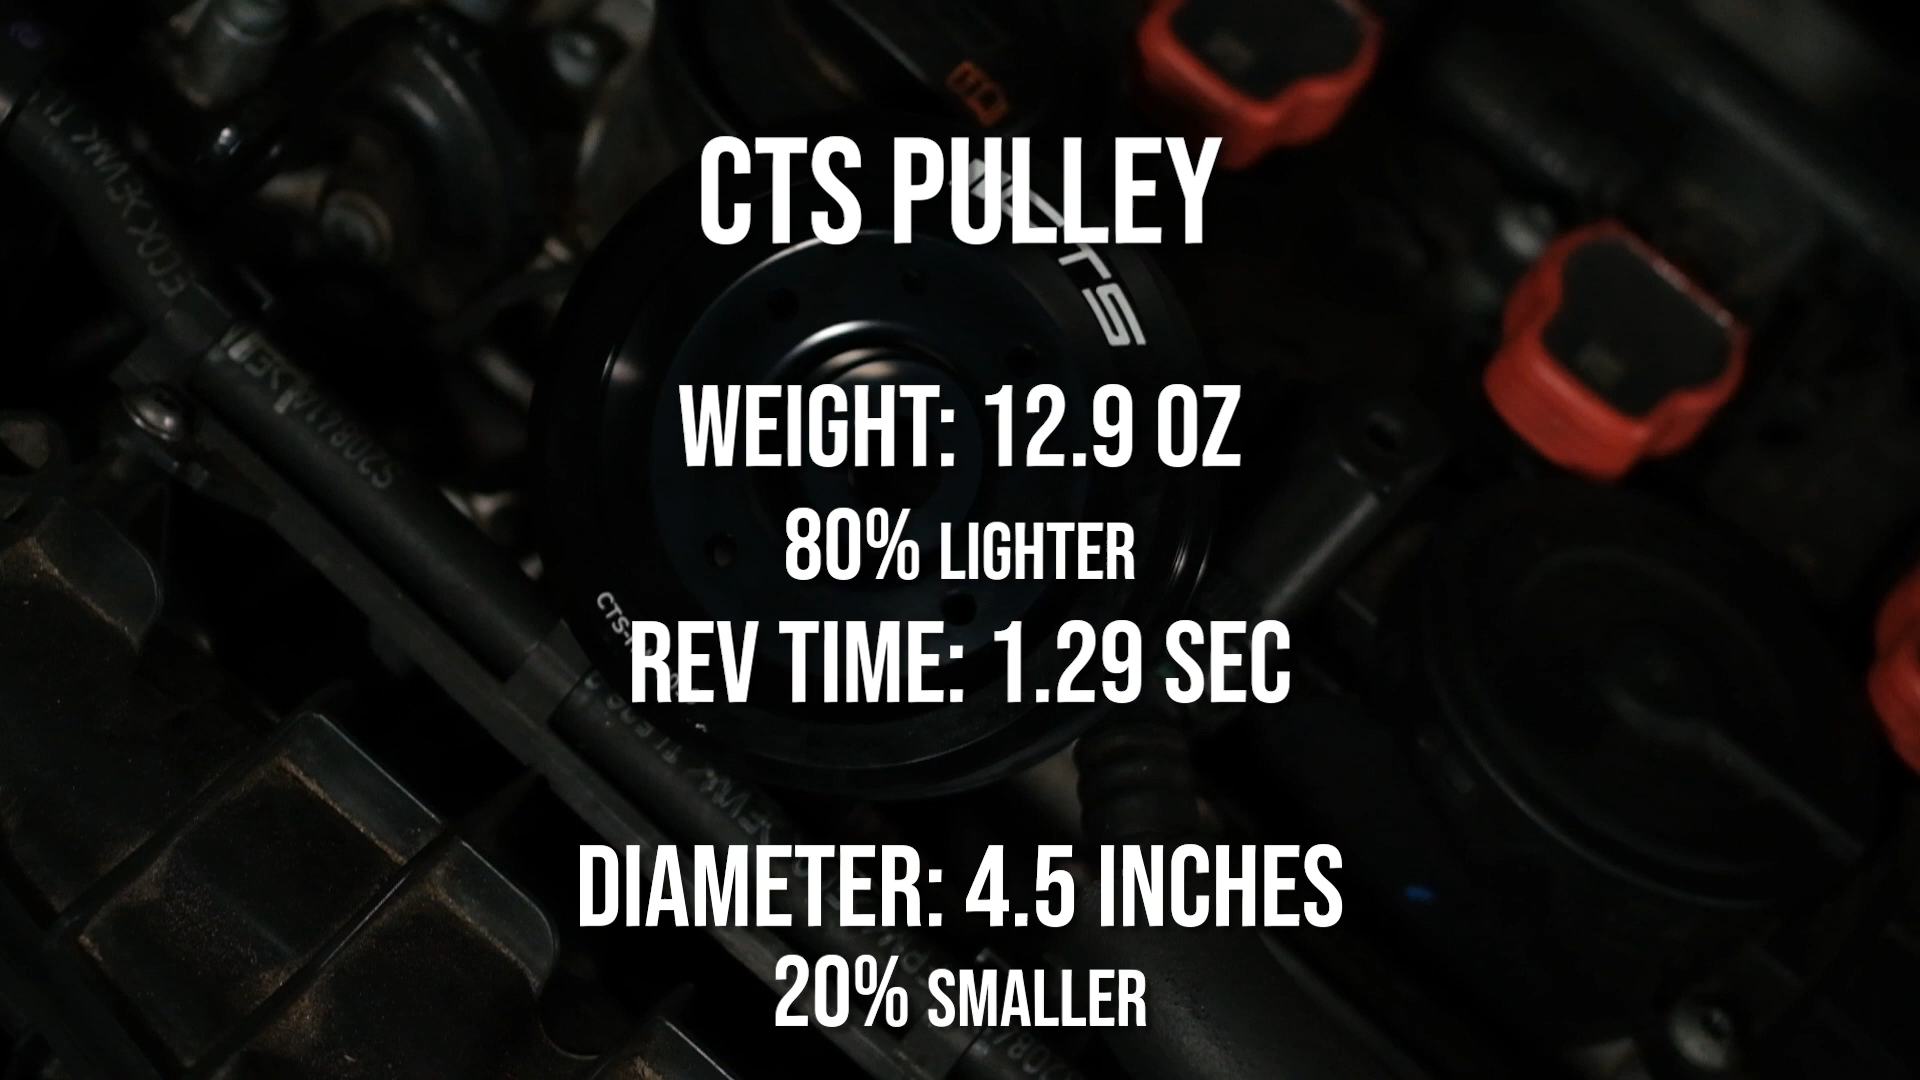 CTS PULLEY
CTS
WEIGHT: 12.9 OZ
80% LIGHTER
REV TIME: 1.29 SEC
DIAMETER: 4.5 INCHES
20% SMALLER